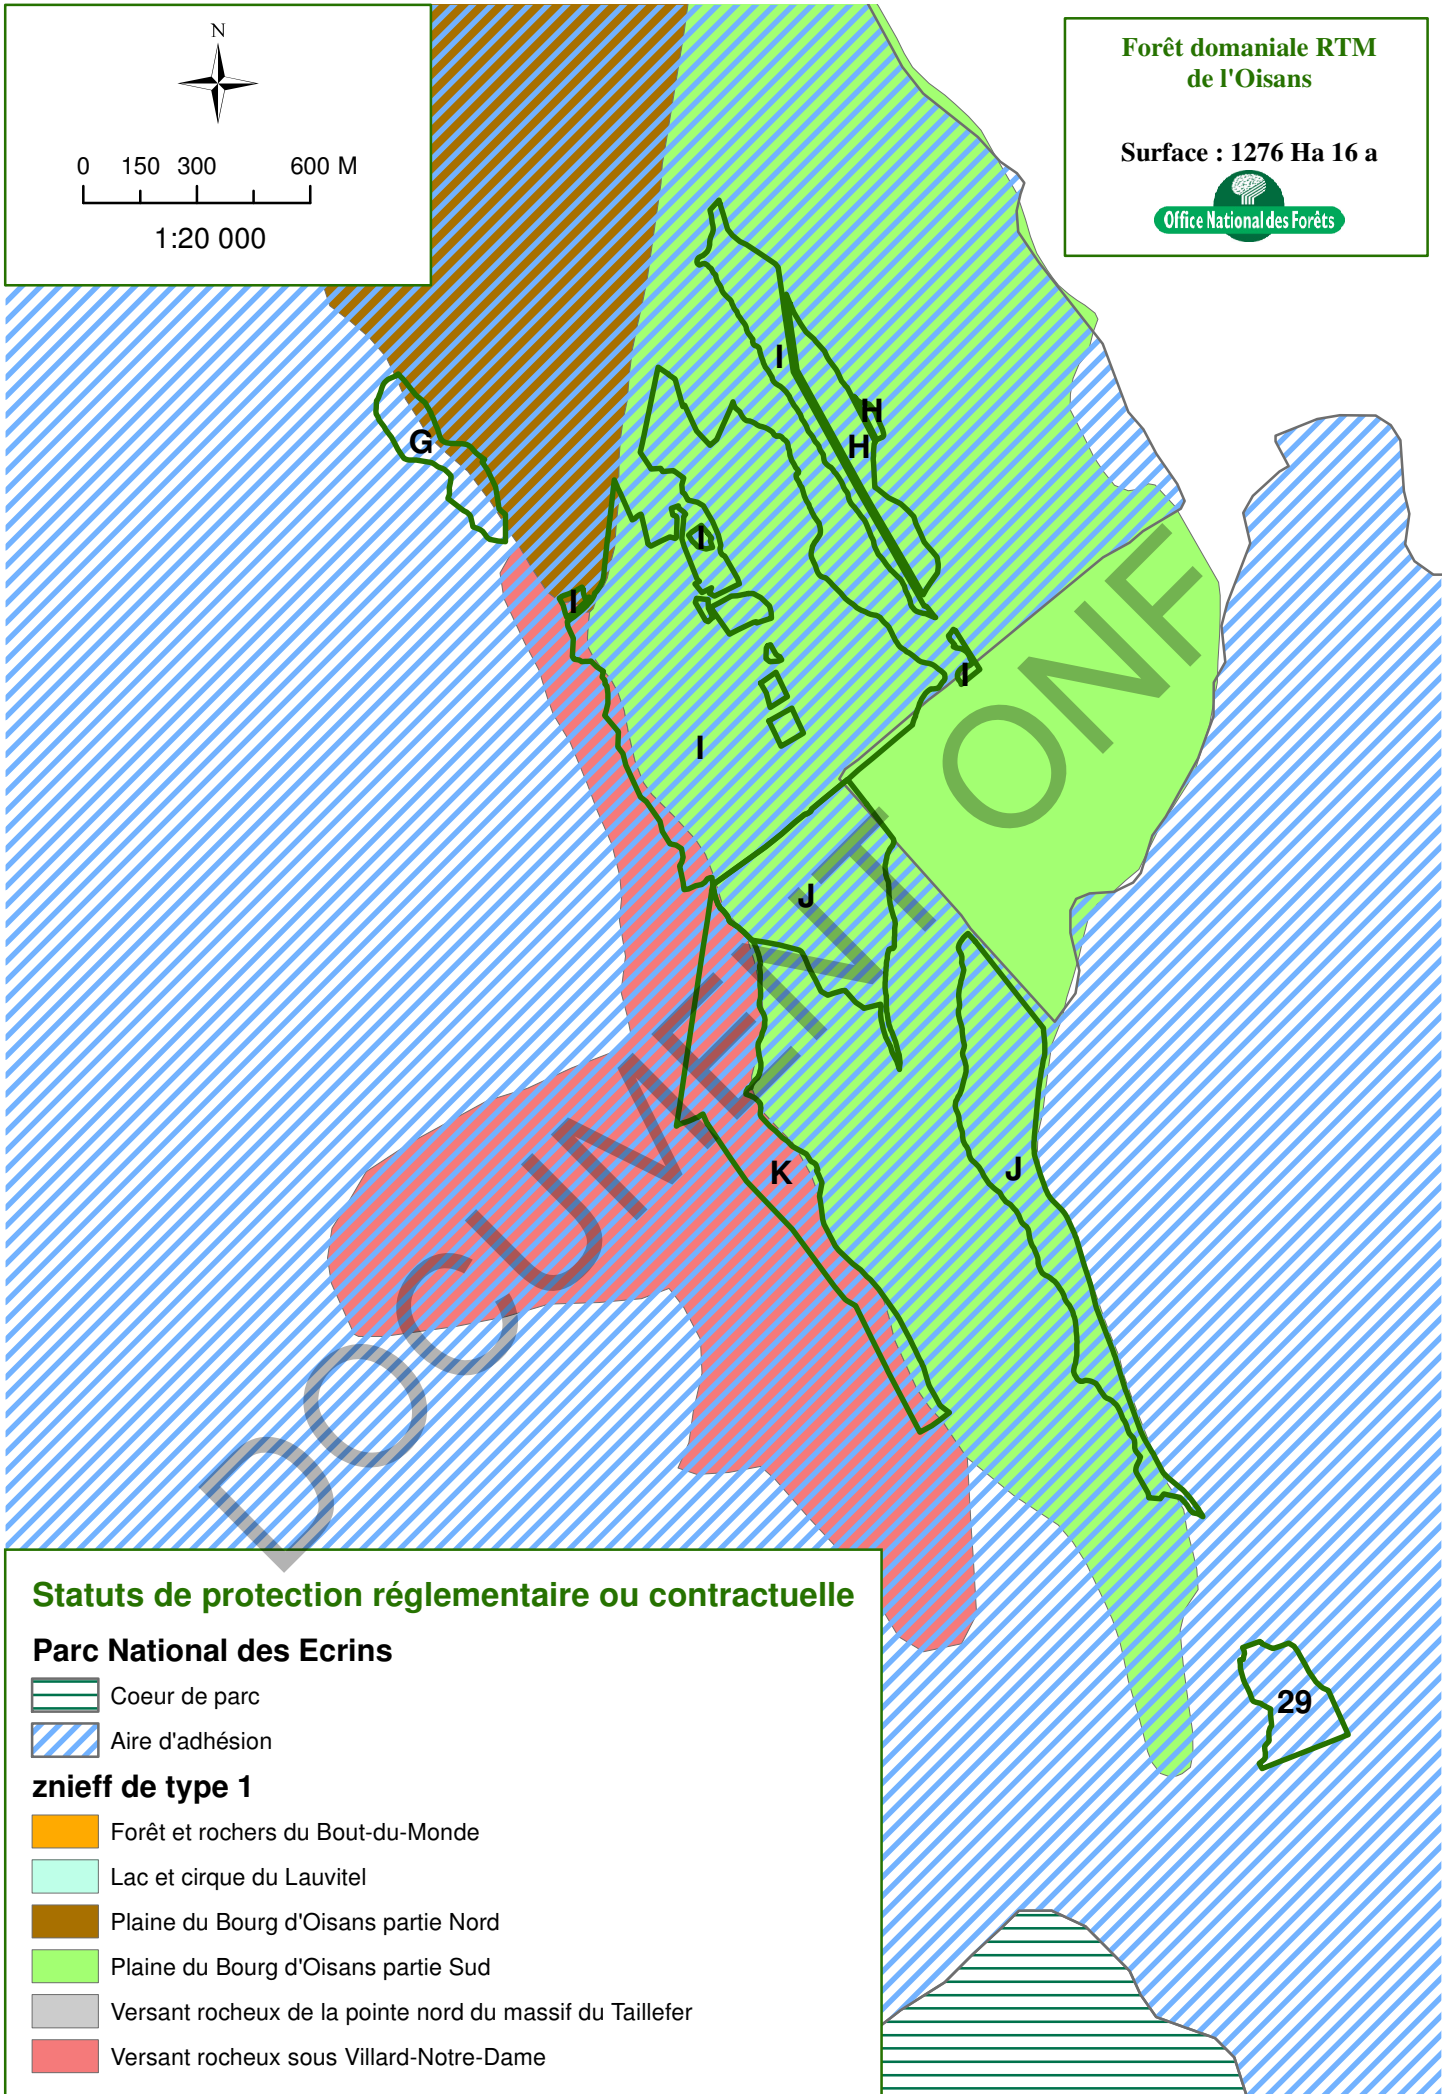 N
0 150 300 600 M
1:20 000
Forêt domaniale RTM
de l'Oisans
Surface : 1276 Ha 16 a
Office National des Forêts
I
H
H
G
I
I
I
I
J
K
J
29
DOCUMENT ONF
Statuts de protection réglementaire ou contractuelle
Parc National des Ecrins
Coeur de parc
Aire d'adhésion
znieff de type 1
Forêt et rochers du Bout-du-Monde
Lac et cirque du Lauvitel
Plaine du Bourg d'Oisans partie Nord
Plaine du Bourg d'Oisans partie Sud
Versant rocheux de la pointe nord du massif du Taillefer
Versant rocheux sous Villard-Notre-Dame